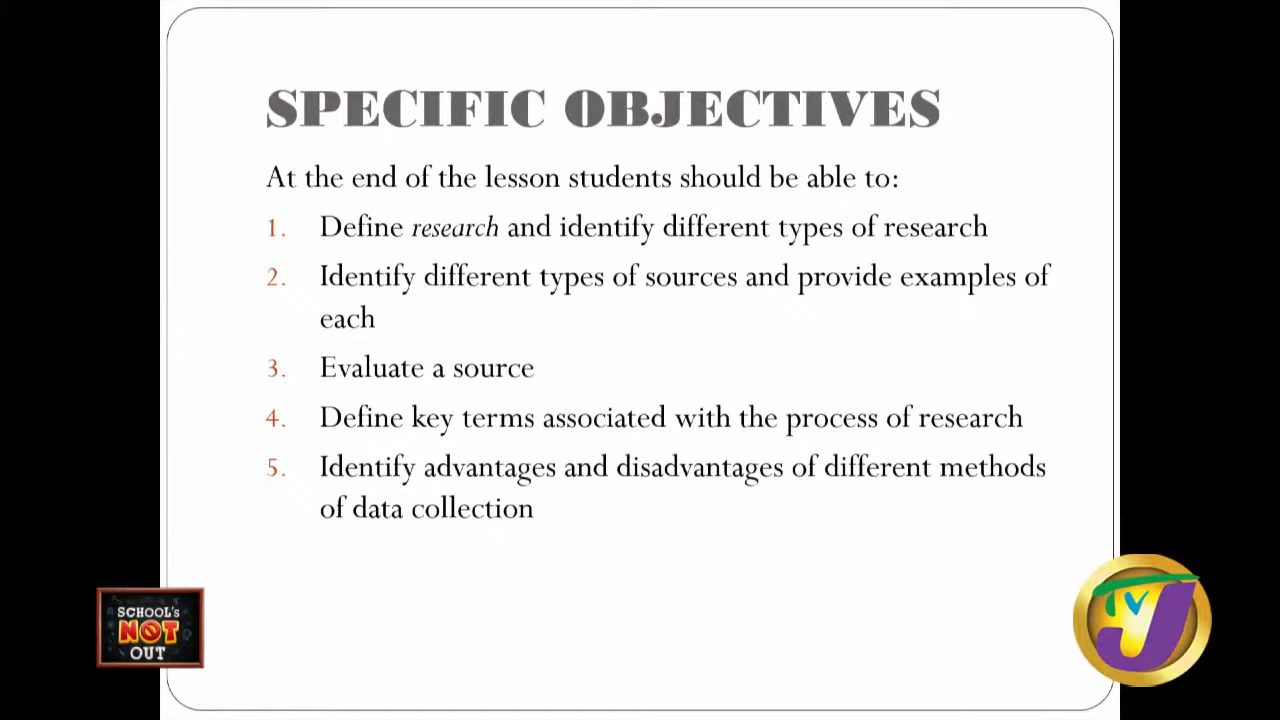 SPECIFIC OBJECTIVES
At the end of the lesson students should be able to:
1. Define research and identify different types of research
2. Identify different types of sources and provide examples of
each
3. Evaluate a source
4. Define key terms associated with the process of research
5. Identify advantages and disadvantages of different methods
of data collection
SCHOOL'S
NOT
OUT
TVJ